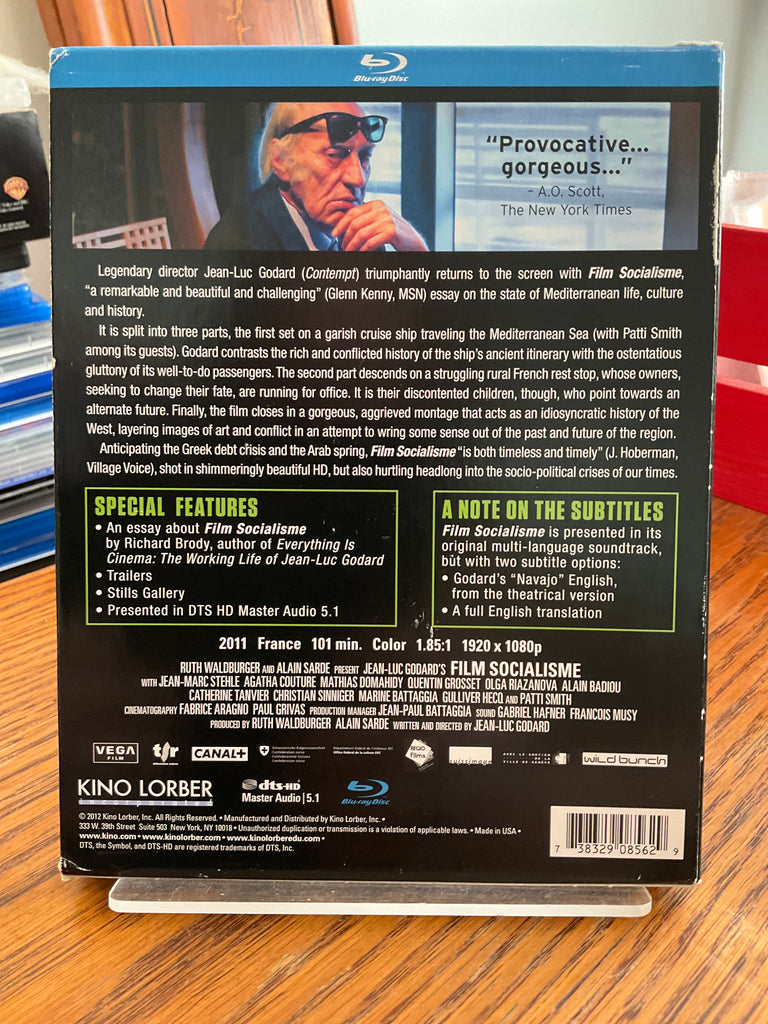 Blu-ray Disc
"Provocative...
gorgeous..."
- A.O. Scott,
The New York Times
Legendary director Jean-Luc Godard (Contempt) triumphantly returns to the screen with Film Socialisme,
"a remarkable and beautiful and challenging" (Glenn Kenny, MSN) essay on the state of Mediterranean life, culture
and history.
It is split into three parts, the first set on a garish cruise ship traveling the Mediterranean Sea (with Patti Smith
among its guests). Godard contrasts the rich and conflicted history of the ship's ancient itinerary with the ostentatious
gluttony of its well-to-do passengers. The second part descends on a struggling rural French rest stop, whose owners,
seeking to change their fate, are running for office. It is their discontented children, though, who point towards an
alternate future. Finally, the film closes in a gorgeous, aggrieved montage that acts as an idiosyncratic history of the
West, layering images of art and conflict in an attempt to wring some sense out of the past and future of the region.
Anticipating the Greek debt crisis and the Arab spring, Film Socialisme "is both timeless and timely" (J. Hoberman,
Village Voice), shot in shimmeringly beautiful HD, but also hurtling headlong into the socio-political crises of our times.
SPECIAL FEATURES
• An essay about Film Socialisme
by Richard Brody, author of Everything Is
Cinema: The Working Life of Jean-Luc Godard
• Trailers
• Stills Gallery
• Presented in DTS HD Master Audio 5.1
A NOTE ON THE SUBTITLES
Film Socialisme is presented in its
original multi-language soundtrack,
but with two subtitle options:
• Godard's "Navajo" English,
from the theatrical version
• A full English translation
2011 France 101 min. Color 1.85:1 1920 x 1080p
RUTH WALDBURGER AND ALAIN SARDE PRESENT JEAN-LUC GODARD'S FILM SOCIALISME
WITH JEAN-MARC STEHLE AGATHA COUTURE MATHIAS DOMAHIDY QUENTIN GROSSET OLGA RIAZANOVA ALAIN BADIOU
CATHERINE TANVIER CHRISTIAN SINNIGER MARINE BATTAGGIA GULLIVER HECQ AND PATTI SMITH
CINEMATOGRAPHY FABRICE ARAGNO PAUL GRIVAS PRODUCTION MANAGER JEAN-PAUL BATTAGGIA SOUND GABRIEL HAFNER FRANCOIS MUSY
PRODUCED BY RUTH WALDBURGER ALAIN SARDE WRITTEN AND DIRECTED BY JEAN-LUC GODARD
VEGA
FILM
tsr
CANAL+
Schweizerische Eidgenossenschaft
Confédération suisse
REGIO
Films
suissimage
wild bunch
KINO LORBER
incorporated
dts-HD
Master Audio | 5.1
Blu-ray Disc
© 2012 Kino Lorber, Inc. All Rights Reserved. • Manufactured and Distributed by Kino Lorber, Inc. •
333 W. 39th Street Suite 503 New York, NY 10018 • Unauthorized duplication or transmission is a violation of applicable laws. • Made in USA •
www.kino.com • www.kinolorber.com • www.kinolorberedu.com •
DTS, the Symbol, and DTS-HD are registered trademarks of DTS, Inc.
7 38329 08562 9